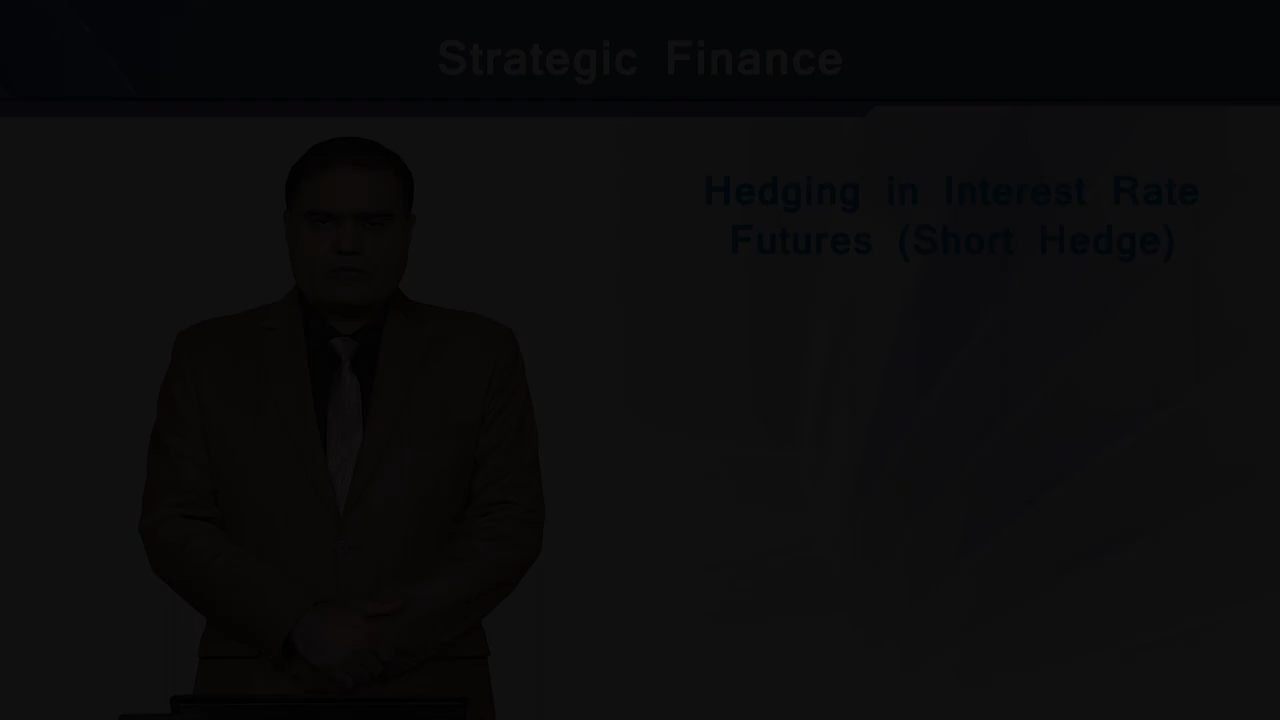 Strategic Finance
Hedging in Interest Rate
Futures (Short Hedge)